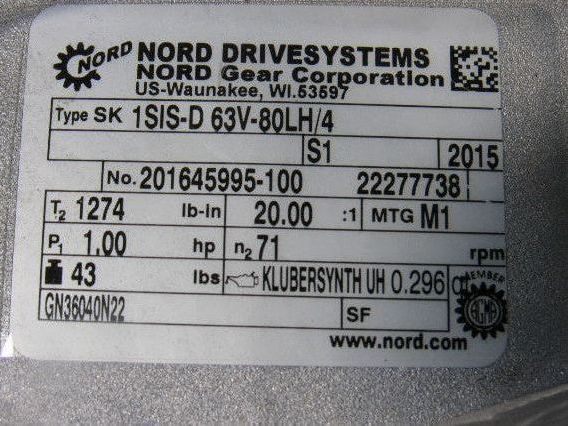 NORD NORD DRIVESYSTEMS
NORD Gear Corporation
US-Waunakee, WI.53597
Type SK 1SIS-D 63V-80LH/4
S1 2015
No. 201645995-100 22277738
T2 1274 lb-in 20.00 :1 MTG M1
P1 1.00 hp n2 71 rpm
43 lbs KLUBERSYNTH UH 0.296
GN36040N22 SF
MEMBER AGMA
www.nord.com